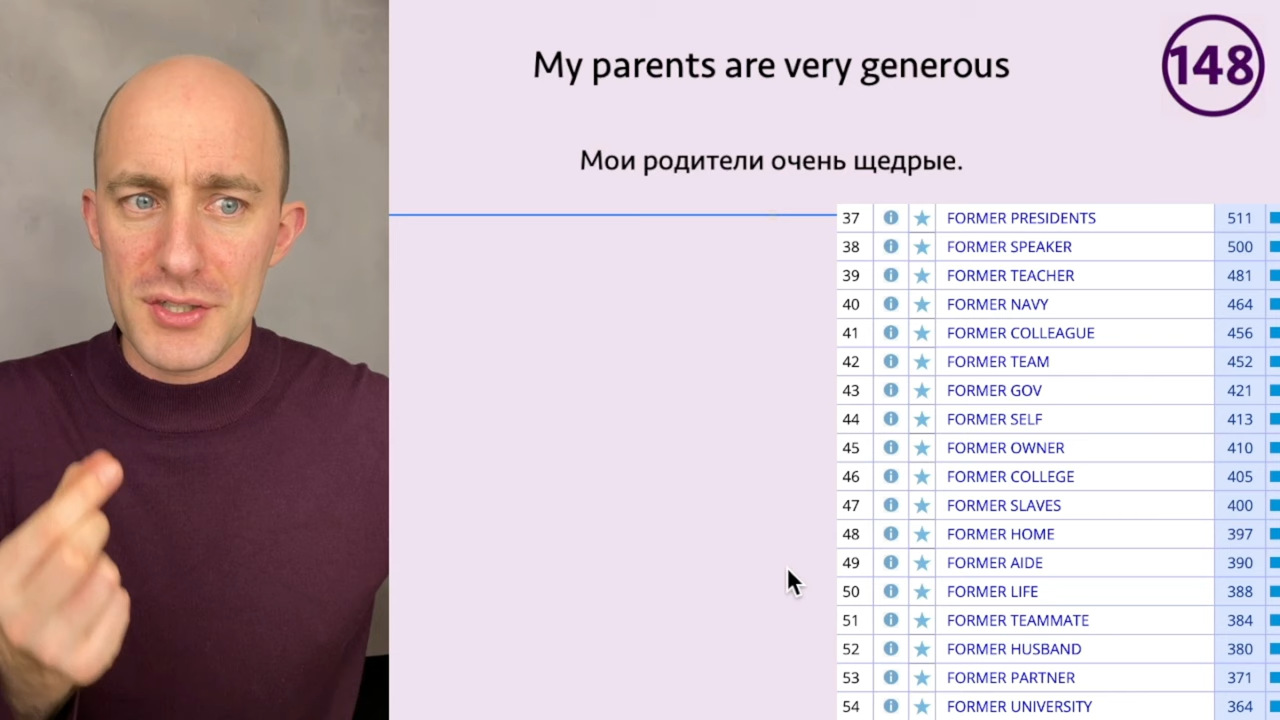 My parents are very generous
148
Мои родители очень щедрые.
37 FORMER PRESIDENTS 511
38 FORMER SPEAKER 500
39 FORMER TEACHER 481
40 FORMER NAVY 464
41 FORMER COLLEAGUE 456
42 FORMER TEAM 452
43 FORMER GOV 421
44 FORMER SELF 413
45 FORMER OWNER 410
46 FORMER COLLEGE 405
47 FORMER SLAVES 400
48 FORMER HOME 397
49 FORMER AIDE 390
50 FORMER LIFE 388
51 FORMER TEAMMATE 384
52 FORMER HUSBAND 380
53 FORMER PARTNER 371
54 FORMER UNIVERSITY 364